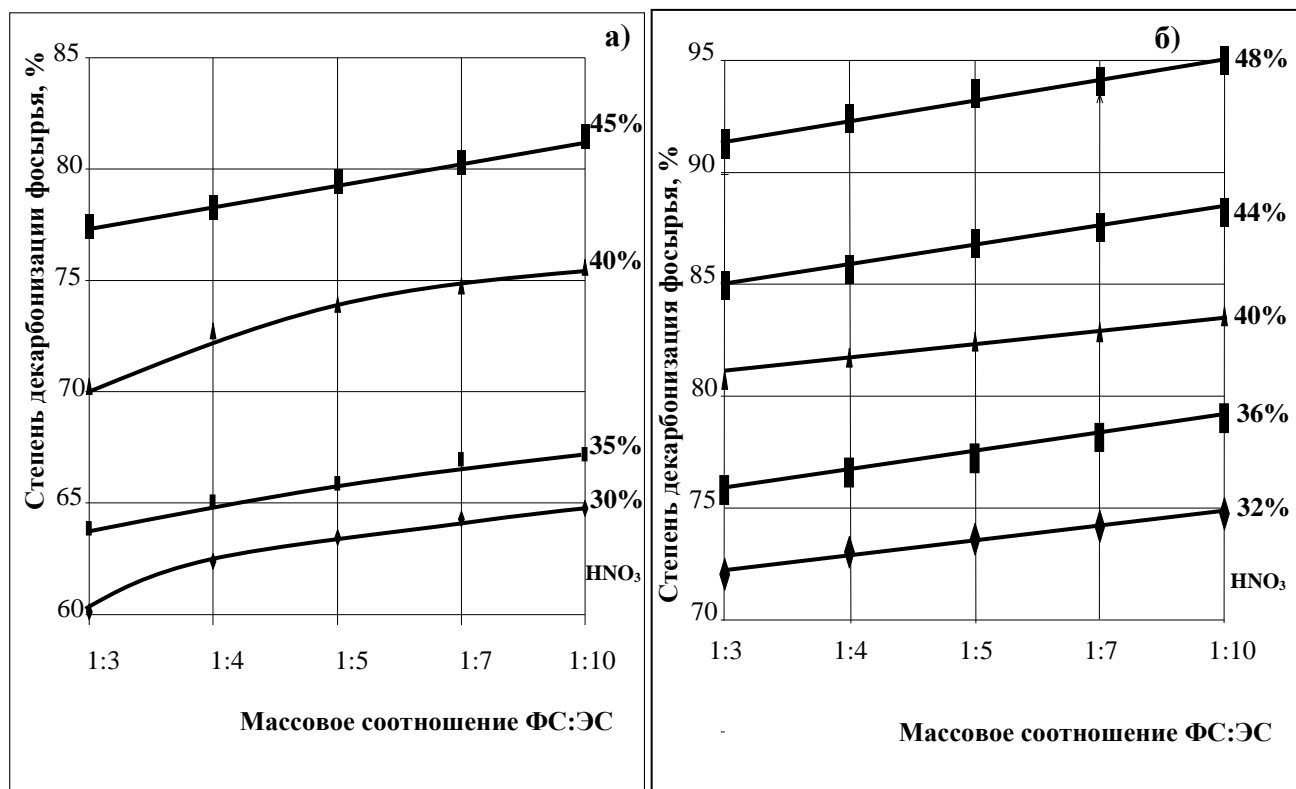 а)
Степень декарбонизации фосырья, %
85
80
75
70
65
60
45%
40%
35%
30%
HNO₃
1:3 1:4 1:5 1:7 1:10
Массовое соотношение ФС:ЭС
б)
Степень декарбонизация фосырья, %
95
90
85
80
75
70
48%
44%
40%
36%
32%
HNO₃
1:3 1:4 1:5 1:7 1:10
Массовое соотношение ФС:ЭС